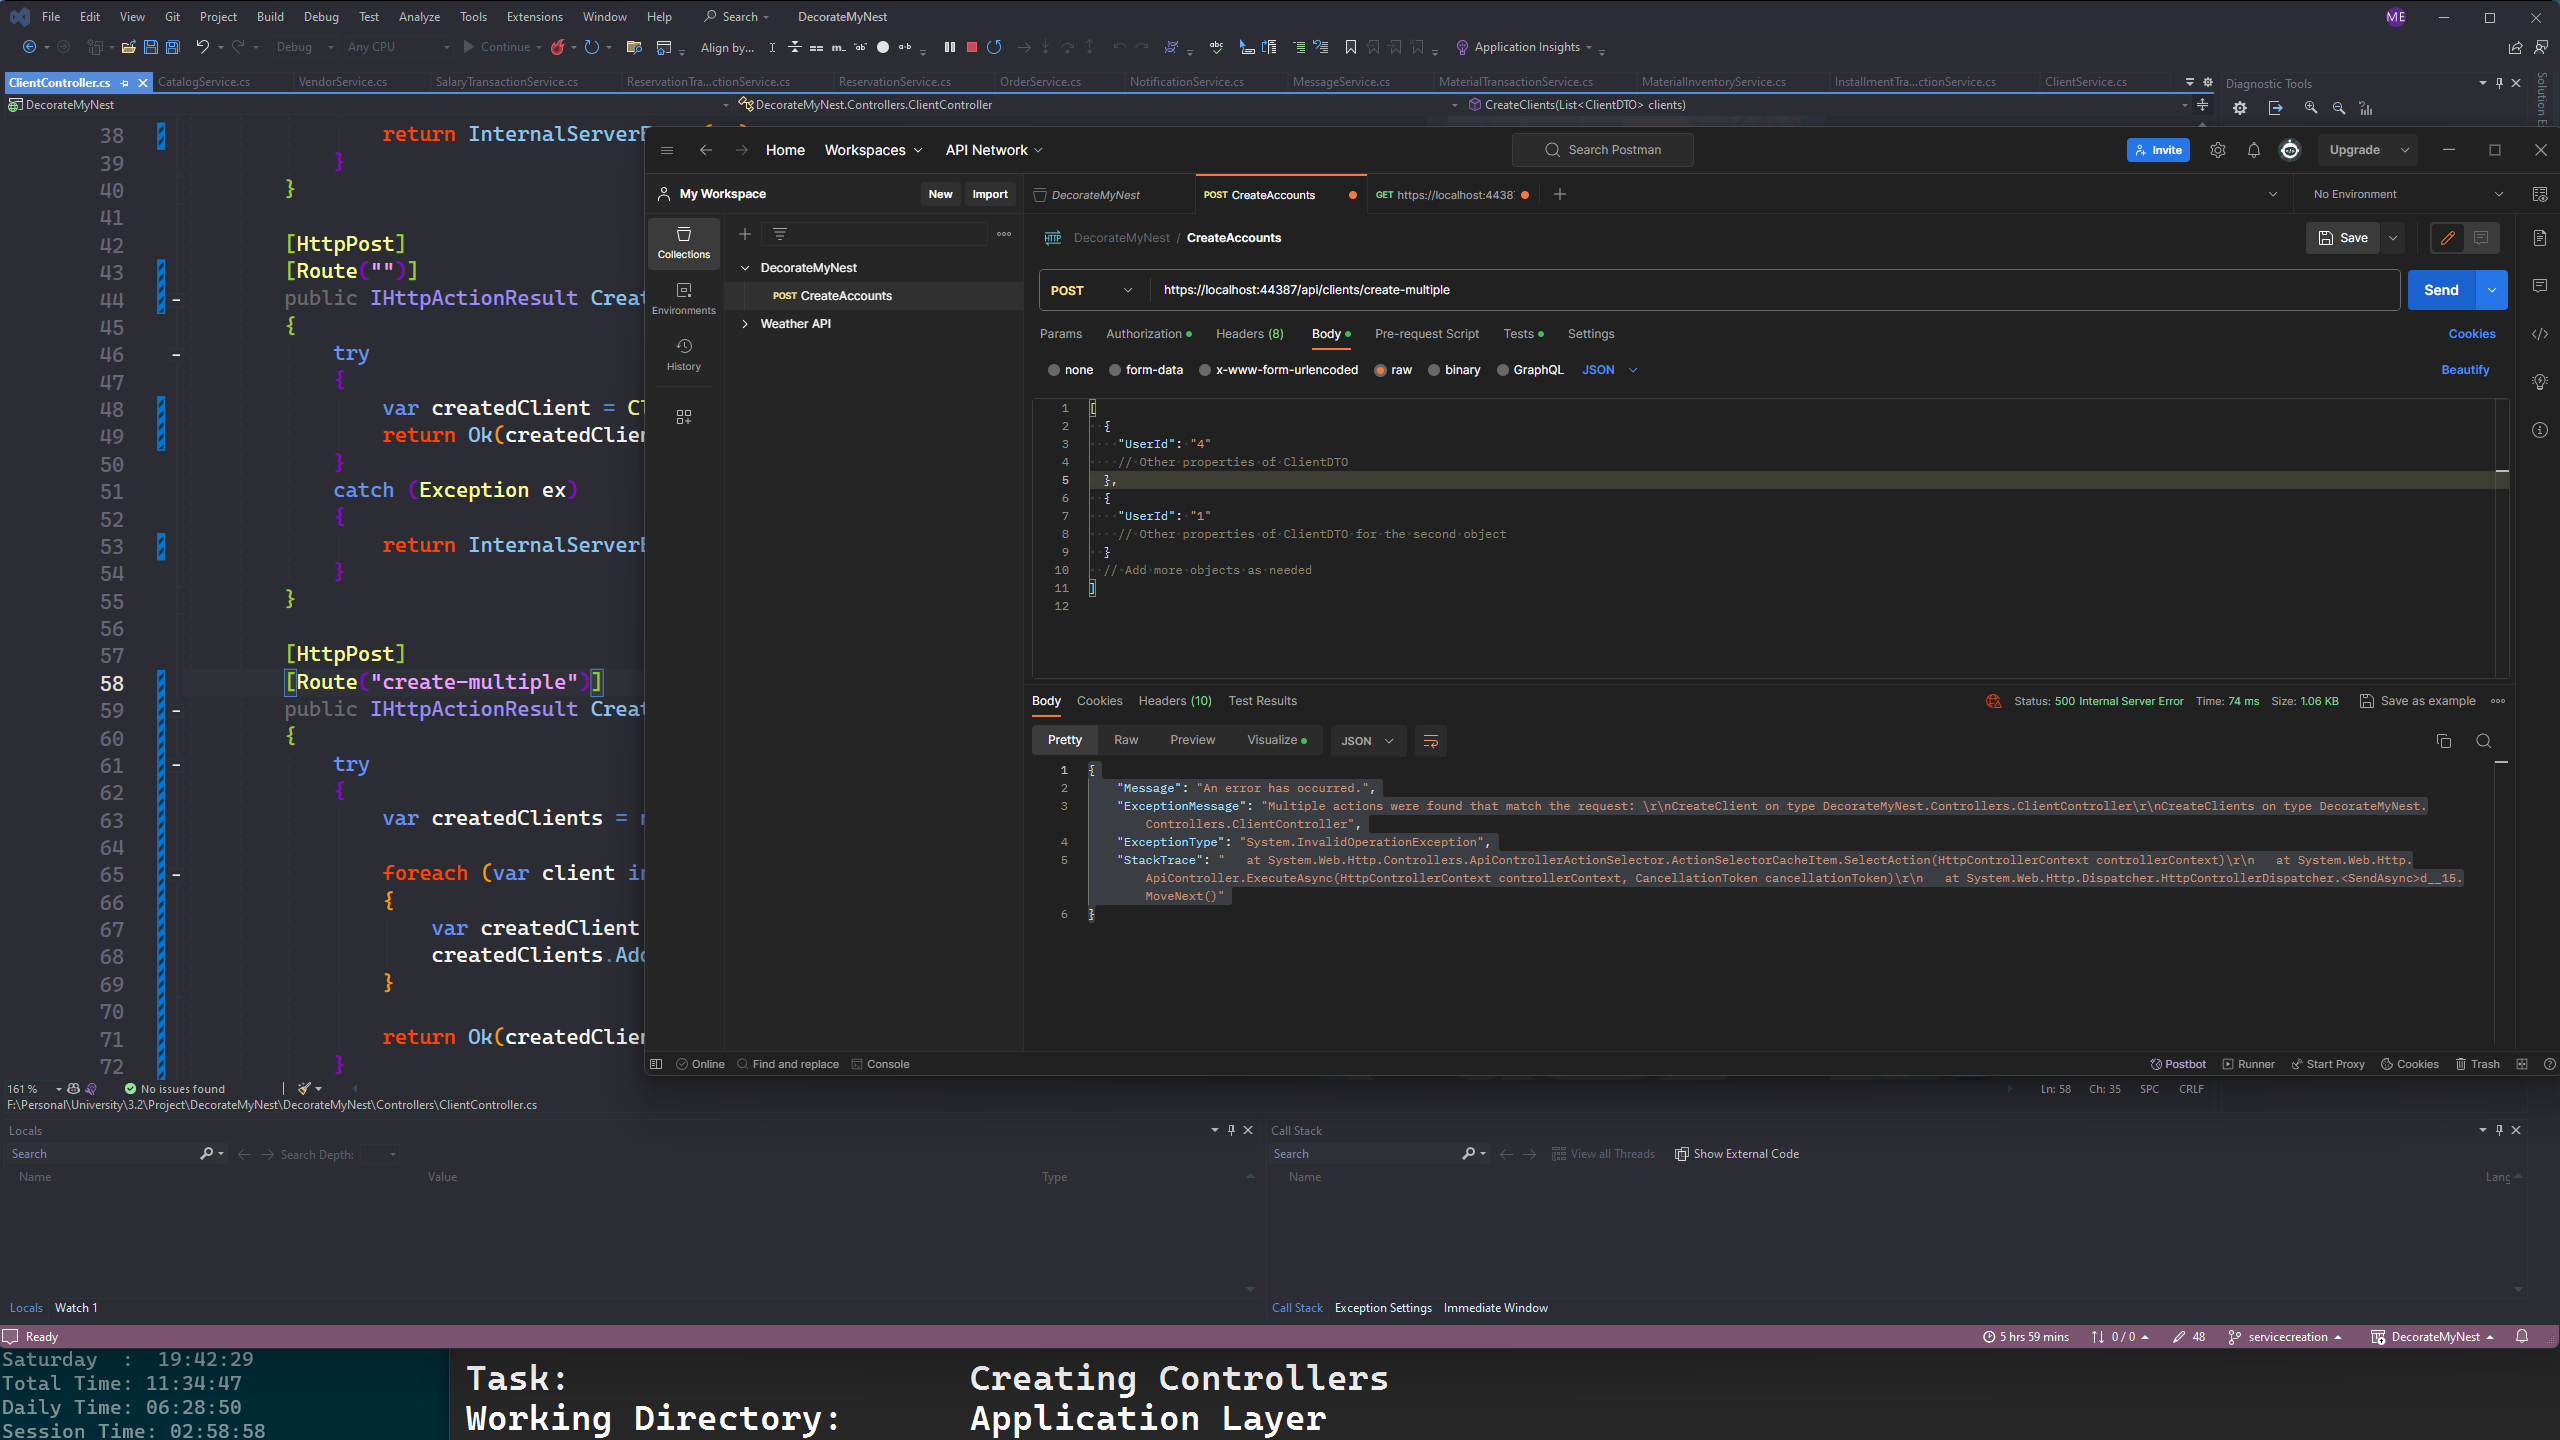 File Edit View Git Project Build Debug Test Analyze Tools Extensions Window Help Search DecorateMyNest ME
Debug Any CPU Continue Align by... Application Insights
ClientController.cs CatalogService.cs VendorService.cs SalaryTransactionService.cs ReservationTra...ctionService.cs ReservationService.cs OrderService.cs NotificationService.cs MessageService.cs MaterialTransactionService.cs MaterialInventoryService.cs InstallmentTra...ctionService.cs ClientService.cs Diagnostic Tools
DecorateMyNest DecorateMyNest.Controllers.ClientController CreateClients(List<ClientDTO> clients)
38 return InternalServerE
39 }
40 }
41
42 [HttpPost]
43 [Route("")]
44 public IHttpActionResult Creat
45 {
46 try
47 {
48 var createdClient = Cl
49 return Ok(createdClien
50 }
51 catch (Exception ex)
52 {
53 return InternalServerE
54 }
55 }
56
57 [HttpPost]
58 [Route("create-multiple")]
59 public IHttpActionResult Creat
60 {
61 try
62 {
63 var createdClients = n
64
65 foreach (var client in
66 {
67 var createdClient
68 createdClients.Add
69 }
70
71 return Ok(createdClien
72 }
161 % No issues found
Ln: 58 Ch: 35 SPC CRLF
F:\Personal\University\3.2\Project\DecorateMyNest\DecorateMyNest\Controllers\ClientController.cs
Home Workspaces API Network Search Postman Invite Upgrade
My Workspace New Import DecorateMyNest POST CreateAccounts GET https://localhost:4438 No Environment
Collections
Environments
History
DecorateMyNest
POST CreateAccounts
Weather API
HTTP DecorateMyNest / CreateAccounts Save
POST https://localhost:44387/api/clients/create-multiple Send
Params Authorization Headers (8) Body Pre-request Script Tests Settings Cookies
none form-data x-www-form-urlencoded raw binary GraphQL JSON Beautify
1 [
2 {
3 "UserId": "4"
4 // Other properties of ClientDTO
5 },
6 {
7 "UserId": "1"
8 // Other properties of ClientDTO for the second object
9 }
10 // Add more objects as needed
11 ]
12
Body Cookies Headers (10) Test Results Status: 500 Internal Server Error Time: 74 ms Size: 1.06 KB Save as example
Pretty Raw Preview Visualize JSON
1 {
2 "Message": "An error has occurred.",
3 "ExceptionMessage": "Multiple actions were found that match the request: \r\nCreateClient on type DecorateMyNest.Controllers.ClientController\r\nCreateClients on type DecorateMyNest.
Controllers.ClientController",
4 "ExceptionType": "System.InvalidOperationException",
5 "StackTrace": "   at System.Web.Http.Controllers.ApiControllerActionSelector.ActionSelectorCacheItem.SelectAction(HttpControllerContext controllerContext)\r\n   at System.Web.Http.
ApiController.ExecuteAsync(HttpControllerContext controllerContext, CancellationToken cancellationToken)\r\n   at System.Web.Http.Dispatcher.HttpControllerDispatcher.<SendAsync>d__15.
MoveNext()"
6 }
Online Find and replace Console Postbot Runner Start Proxy Cookies Trash
Locals
Search Search Depth:
Name Value Type
Locals Watch 1
Call Stack
Search View all Threads Show External Code
Name Lang
Call Stack Exception Settings Immediate Window
Ready 5 hrs 59 mins 0 / 0 48 servicecreation DecorateMyNest
Saturday : 19:42:29
Total Time: 11:34:47
Daily Time: 06:28:50
Session Time: 02:58:58
Task: Creating Controllers
Working Directory: Application Layer